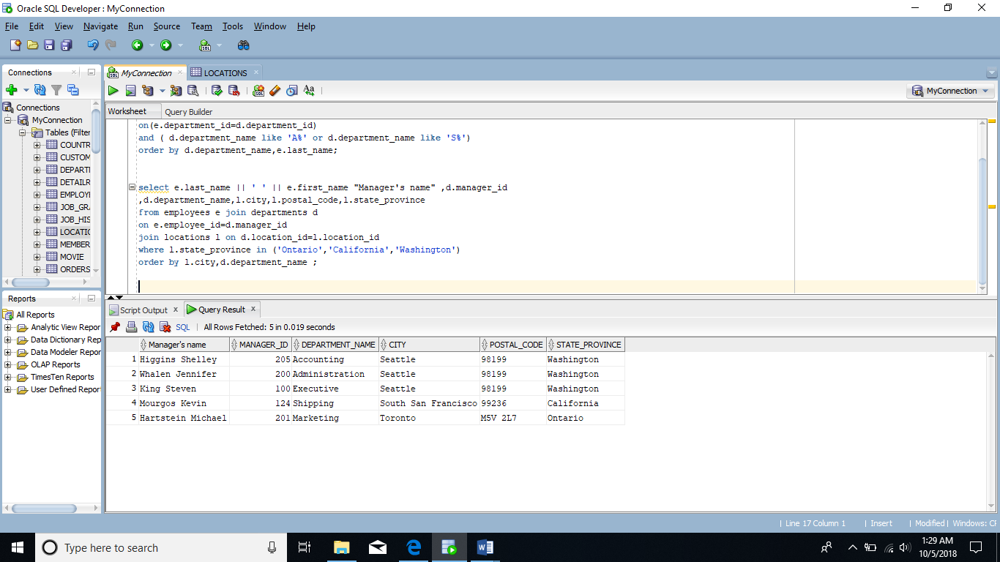 Oracle SQL Developer : MyConnection
File Edit View Navigate Run Source Team Tools Window Help
Connections
MyConnection
LOCATIONS
MyConnection
Worksheet Query Builder
Connections
MyConnection
Tables (Filter
COUNTR
CUSTOM
DEPARTI
DETAILR
EMPLOYI
JOB_GRA
JOB_HIS
LOCATIC
MEMBER
MOVIE
ORDERS
on(e.department_id=d.department_id)
and ( d.department_name like 'A%' or d.department_name like 'S%')
order by d.department_name,e.last_name;
select e.last_name || ' ' || e.first_name "Manager's name" ,d.manager_id
,d.department_name,l.city,l.postal_code,l.state_province
from employees e join departments d
on e.employee_id=d.manager_id
join locations l on d.location_id=l.location_id
where l.state_province in ('Ontario','California','Washington')
order by l.city,d.department_name ;
Reports
All Reports
Analytic View Repor
Data Dictionary Rep
Data Modeler Repor
OLAP Reports
TimesTen Reports
User Defined Repor
Script Output x Query Result x
SQL | All Rows Fetched: 5 in 0.019 seconds
Manager's name MANAGER_ID DEPARTMENT_NAME CITY POSTAL_CODE STATE_PROVINCE
1 Higgins Shelley 205 Accounting Seattle 98199 Washington
2 Whalen Jennifer 200 Administration Seattle 98199 Washington
3 King Steven 100 Executive Seattle 98199 Washington
4 Mourgos Kevin 124 Shipping South San Francisco 99236 California
5 Hartstein Michael 201 Marketing Toronto M5V 2L7 Ontario
| Line 17 Column 1 | Insert | Modified | Windows: CF
Type here to search
1:29 AM
10/5/2018